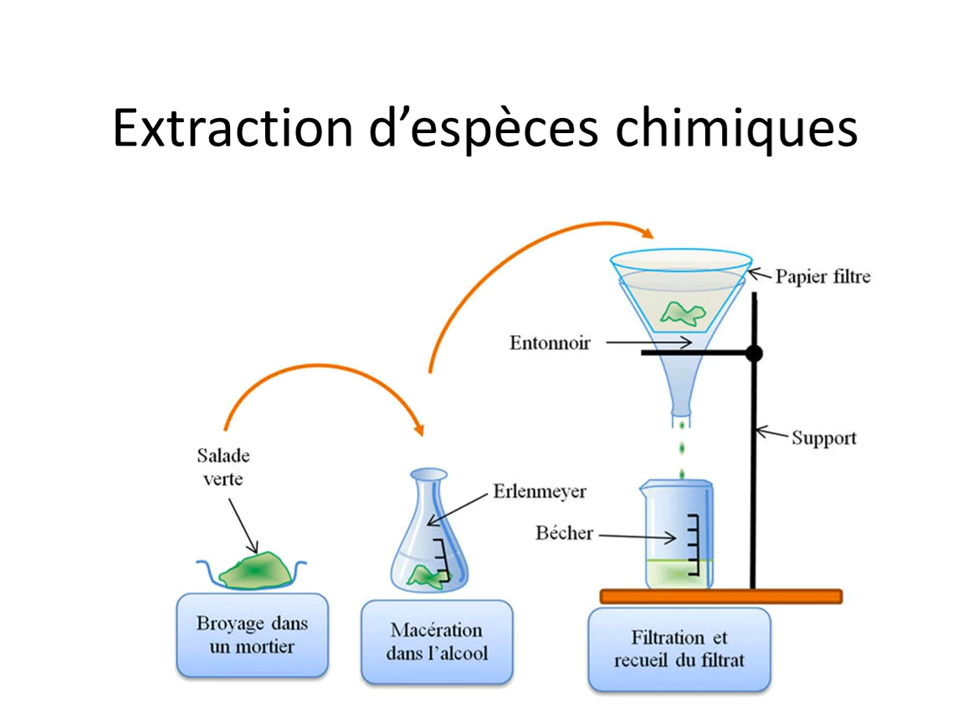 Extraction d’espèces chimiques
Papier filtre
Entonnoir
Support
Salade
verte
Erlenmeyer
Bécher
Broyage dans
un mortier
Macération
dans l’alcool
Filtration et
recueil du filtrat